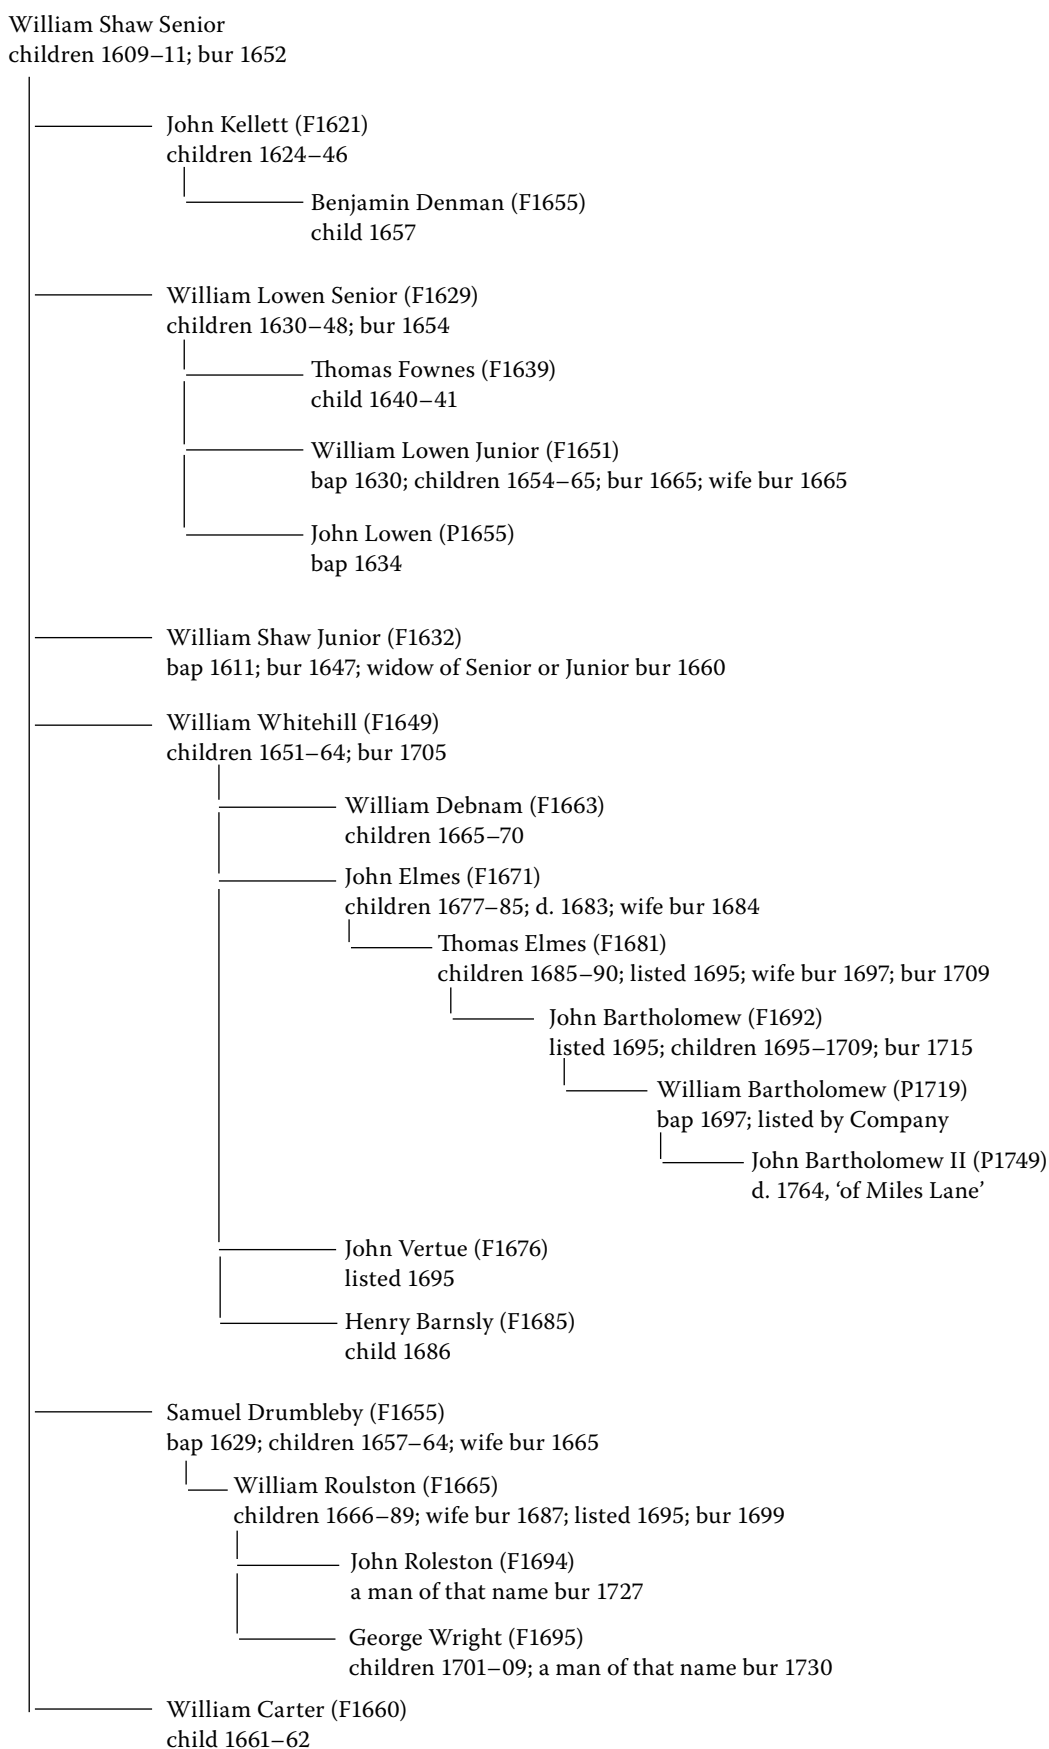 William Shaw Senior
children 1609–11; bur 1652
John Kellett (F1621)
children 1624–46
Benjamin Denman (F1655)
child 1657
William Lowen Senior (F1629)
children 1630–48; bur 1654
Thomas Fownes (F1639)
child 1640–41
William Lowen Junior (F1651)
bap 1630; children 1654–65; bur 1665; wife bur 1665
John Lowen (P1655)
bap 1634
William Shaw Junior (F1632)
bap 1611; bur 1647; widow of Senior or Junior bur 1660
William Whitehill (F1649)
children 1651–64; bur 1705
William Debnam (F1663)
children 1665–70
John Elmes (F1671)
children 1677–85; d. 1683; wife bur 1684
Thomas Elmes (F1681)
children 1685–90; listed 1695; wife bur 1697; bur 1709
John Bartholomew (F1692)
listed 1695; children 1695–1709; bur 1715
William Bartholomew (P1719)
bap 1697; listed by Company
John Bartholomew II (P1749)
d. 1764, ‘of Miles Lane’
John Vertue (F1676)
listed 1695
Henry Barnsly (F1685)
child 1686
Samuel Drumbleby (F1655)
bap 1629; children 1657–64; wife bur 1665
William Roulston (F1665)
children 1666–89; wife bur 1687; listed 1695; bur 1699
John Roleston (F1694)
a man of that name bur 1727
George Wright (F1695)
children 1701–09; a man of that name bur 1730
William Carter (F1660)
child 1661–62